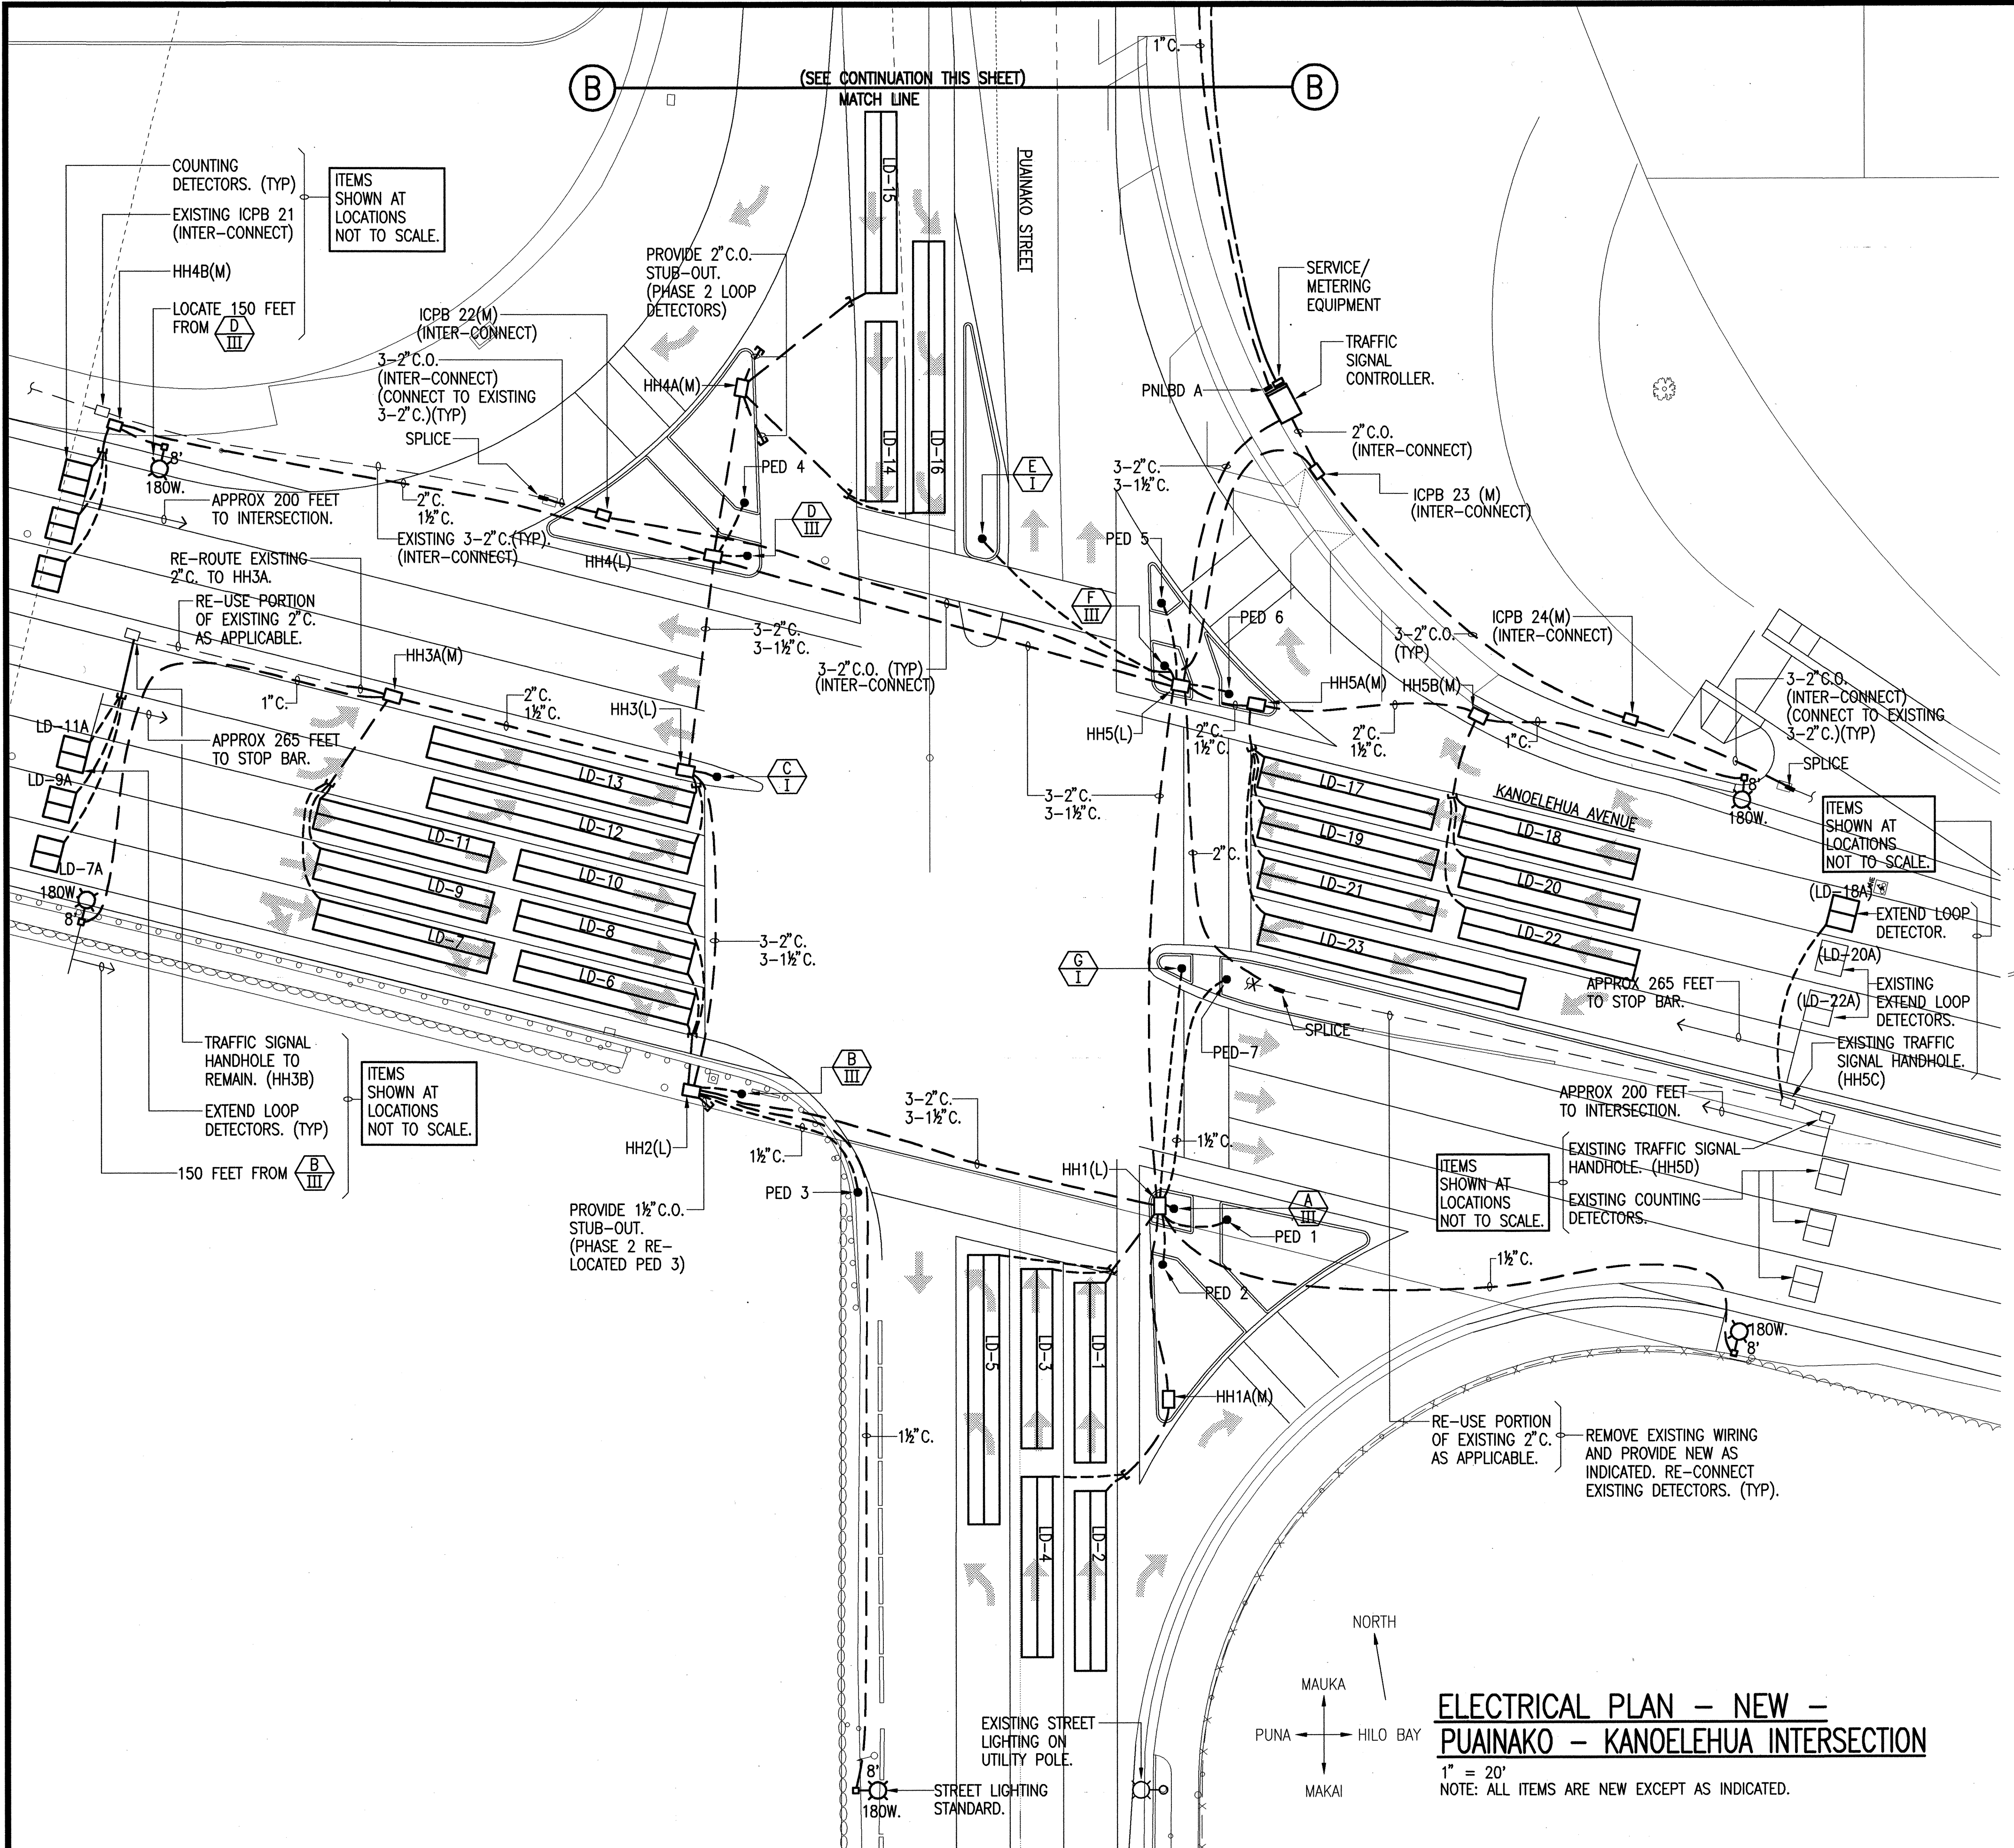 1"C.
B
(SEE CONTINUATION THIS SHEET)
MATCH LINE
B
COUNTING
DETECTORS. (TYP)
EXISTING ICPB 21
(INTER-CONNECT)
HH4B(M)
LOCATE 150 FEET
FROM
D
III
ITEMS
SHOWN AT
LOCATIONS
NOT TO SCALE.
LD-15
PUAINAKO STREET
PROVIDE 2"C.O.
STUB-OUT.
(PHASE 2 LOOP
DETECTORS)
ICPB 22(M)
(INTER-CONNECT)
3-2"C.O.
(INTER-CONNECT)
(CONNECT TO EXISTING
3-2"C.)(TYP)
SPLICE
HH4A(M)
LD-14
LD-16
PED 4
E
I
D
III
HH4(L)
SERVICE/
METERING
EQUIPMENT
TRAFFIC
SIGNAL
CONTROLLER.
PNLBD A
2"C.O.
(INTER-CONNECT)
3-2"C.
3-1½"C.
ICPB 23 (M)
(INTER-CONNECT)
8'
180W.
APPROX 200 FEET
TO INTERSECTION.
2"C.
1½"C.
EXISTING 3-2"C.(TYP).
(INTER-CONNECT)
RE-ROUTE EXISTING
2"C. TO HH3A.
RE-USE PORTION
OF EXISTING 2"C.
AS APPLICABLE.
HH3A(M)
1"C.
2"C.
1½"C.
HH3(L)
3-2"C.
3-1½"C.
3-2"C.O. (TYP)
(INTER-CONNECT)
PED 5
F
III
PED 6
ICPB 24(M)
(INTER-CONNECT)
3-2"C.O.
(TYP)
HH5A(M)
HH5B(M)
HH5(L)
2"C.
1½"C.
2"C.
1½"C.
1"C.
3-2"C.O.
(INTER-CONNECT)
(CONNECT TO EXISTING
3-2"C.)(TYP)
SPLICE
8'
180W.
ITEMS
SHOWN AT
LOCATIONS
NOT TO SCALE.
LD-11A
LD-9A
LD-7A
APPROX 265 FEET
TO STOP BAR.
180W.
8'
C
I
LD-13
LD-12
LD-11
LD-10
LD-9
LD-8
LD-7
LD-6
3-2"C.
3-1½"C.
2"C.
3-2"C.
3-1½"C.
LD-17
LD-18
LD-19
LD-20
LD-21
LD-22
LD-23
KANOELEHUA AVENUE
(LD-18A)
EXTEND LOOP
DETECTOR.
(LD-20A)
(LD-22A)
EXISTING
EXTEND LOOP
DETECTORS.
EXISTING TRAFFIC
SIGNAL HANDHOLE.
(HH5C)
APPROX 265 FEET
TO STOP BAR.
G
I
SPLICE
PED-7
TRAFFIC SIGNAL
HANDHOLE TO
REMAIN. (HH3B)
EXTEND LOOP
DETECTORS. (TYP)
150 FEET FROM
B
III
ITEMS
SHOWN AT
LOCATIONS
NOT TO SCALE.
B
III
3-2"C.
3-1½"C.
HH2(L)
1½"C.
PED 3
PROVIDE 1½"C.O.
STUB-OUT.
(PHASE 2 RE-
LOCATED PED 3)
1½"C.
HH1(L)
A
III
PED 1
PED 2
APPROX 200 FEET
TO INTERSECTION.
EXISTING TRAFFIC SIGNAL
HANDHOLE. (HH5D)
EXISTING COUNTING
DETECTORS.
ITEMS
SHOWN AT
LOCATIONS
NOT TO SCALE.
1½"C.
180W.
8'
LD-5
LD-3
LD-1
HH1A(M)
LD-4
LD-2
1½"C.
RE-USE PORTION
OF EXISTING 2"C.
AS APPLICABLE.
REMOVE EXISTING WIRING
AND PROVIDE NEW AS
INDICATED. RE-CONNECT
EXISTING DETECTORS. (TYP).
EXISTING STREET
LIGHTING ON
UTILITY POLE.
8'
180W.
STREET LIGHTING
STANDARD.
NORTH
MAUKA
PUNA
HILO BAY
MAKAI
ELECTRICAL PLAN - NEW -
PUAINAKO - KANOELEHUA INTERSECTION
1" = 20'
NOTE: ALL ITEMS ARE NEW EXCEPT AS INDICATED.